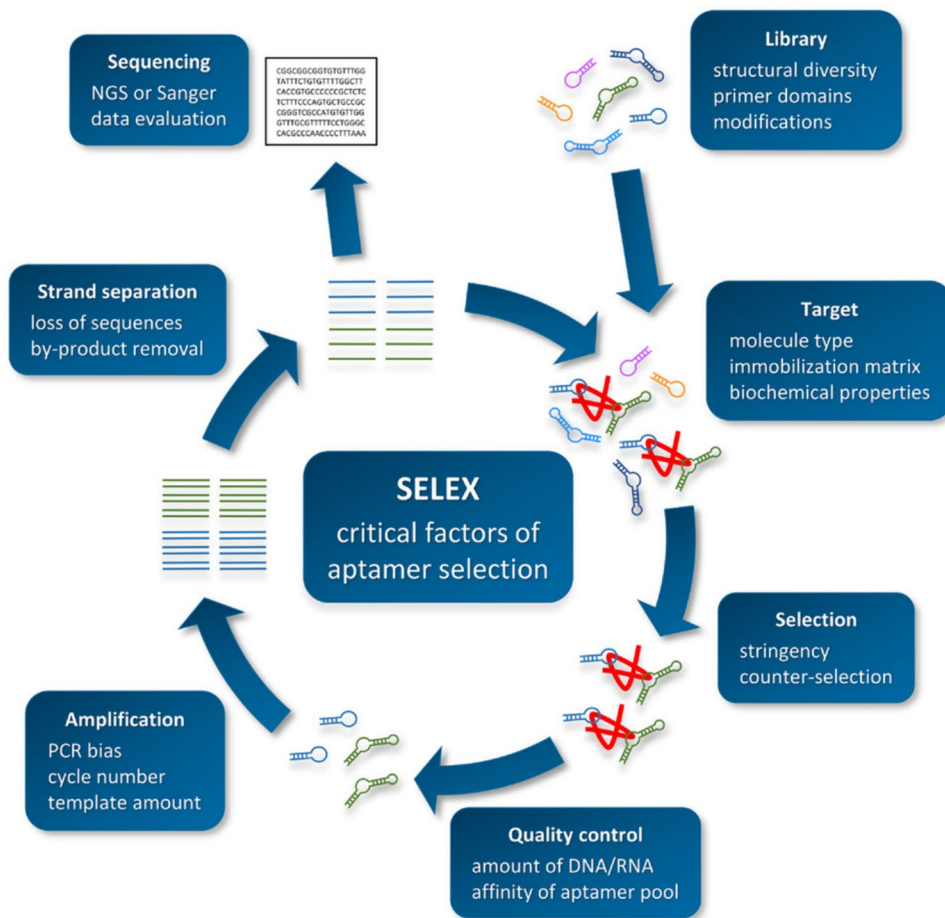 Sequencing
NGS or Sanger
data evaluation
CGGCGGCGGTGTGTTTGG
TATTTCTGTGTTTTGGCTT
CACCGTGCCCCCCGCTCTC
TCTTTCCCAGTGCTGCCGC
CGGGTCGCCATGTGTTGG
GTTTGCGTTTTTCCTGGGC
CACGCCCAACCCCTTTAAA
Library
structural diversity
primer domains
modifications
Strand separation
loss of sequences
by-product removal
Target
molecule type
immobilization matrix
biochemical properties
SELEX
critical factors of
aptamer selection
Selection
stringency
counter-selection
Amplification
PCR bias
cycle number
template amount
Quality control
amount of DNA/RNA
affinity of aptamer pool